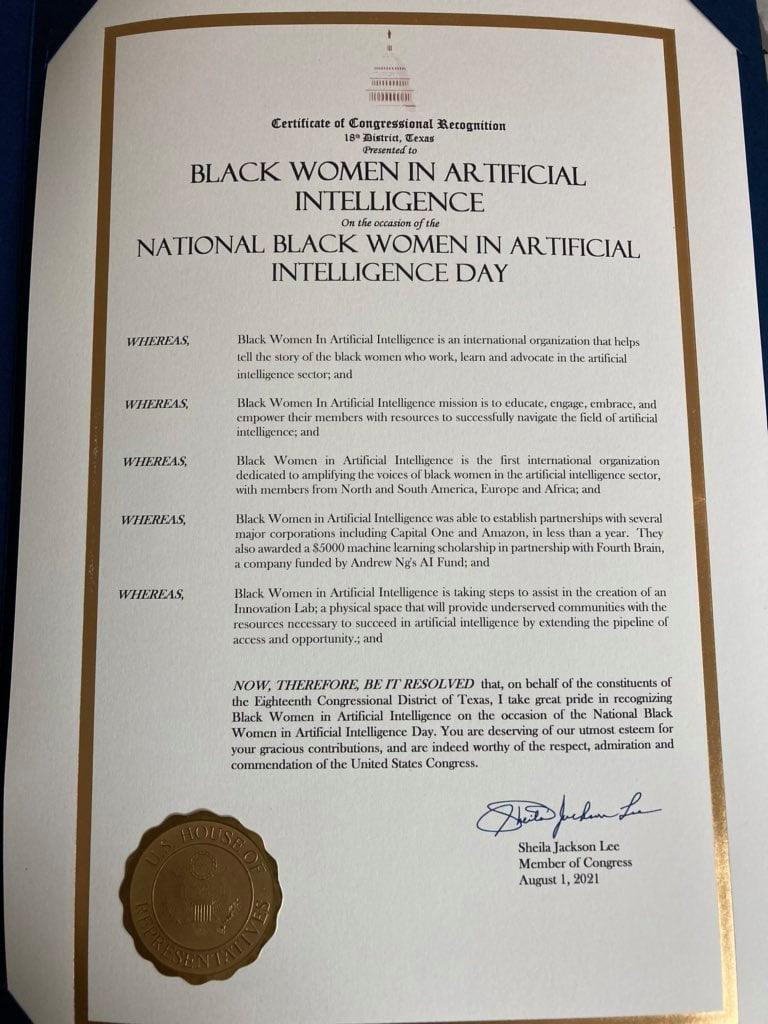 Certificate of Congressional Recognition
18th District, Texas
Presented to
BLACK WOMEN IN ARTIFICIAL
INTELLIGENCE
On the occasion of the
NATIONAL BLACK WOMEN IN ARTIFICIAL
INTELLIGENCE DAY
WHEREAS, Black Women In Artificial Intelligence is an international organization that helps
tell the story of the black women who work, learn and advocate in the artificial
intelligence sector; and
WHEREAS, Black Women In Artificial Intelligence mission is to educate, engage, embrace, and
empower their members with resources to successfully navigate the field of artificial
intelligence; and
WHEREAS, Black Women in Artificial Intelligence is the first international organization
dedicated to amplifying the voices of black women in the artificial intelligence sector,
with members from North and South America, Europe and Africa; and
WHEREAS, Black Women in Artificial Intelligence was able to establish partnerships with several
major corporations including Capital One and Amazon, in less than a year. They
also awarded a $5000 machine learning scholarship in partnership with Fourth Brain,
a company funded by Andrew Ng's AI Fund; and
WHEREAS, Black Women in Artificial Intelligence is taking steps to assist in the creation of an
Innovation Lab; a physical space that will provide underserved communities with the
resources necessary to succeed in artificial intelligence by extending the pipeline of
access and opportunity.; and
NOW, THEREFORE, BE IT RESOLVED that, on behalf of the constituents of
the Eighteenth Congressional District of Texas, I take great pride in recognizing
Black Women in Artificial Intelligence on the occasion of the National Black
Women in Artificial Intelligence Day. You are deserving of our utmost esteem for
your gracious contributions, and are indeed worthy of the respect, admiration and
commendation of the United States Congress.
Sheila Jackson Lee
Sheila Jackson Lee
Member of Congress
August 1, 2021
U.S. HOUSE OF
REPRESENTATIVES